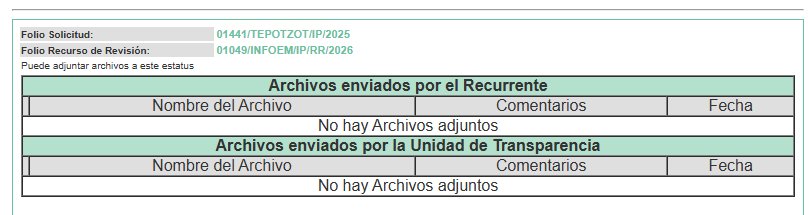 Folio Solicitud: 01441/TEPOTZOT/IP/2025
Folio Recurso de Revisión: 01049/INFOEM/IP/RR/2026
Puede adjuntar archivos a este estatus
Archivos enviados por el Recurrente
Nombre del Archivo Comentarios Fecha
No hay Archivos adjuntos
Archivos enviados por la Unidad de Transparencia
Nombre del Archivo Comentarios Fecha
No hay Archivos adjuntos